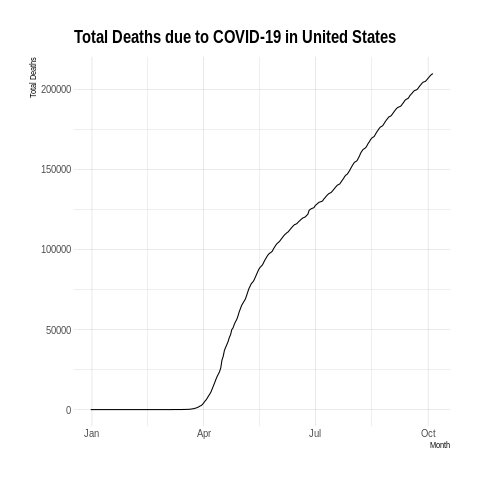 Total Deaths due to COVID-19 in United States
Total Deaths
200000
150000
100000
50000
0
Jan Apr Jul Oct
Month